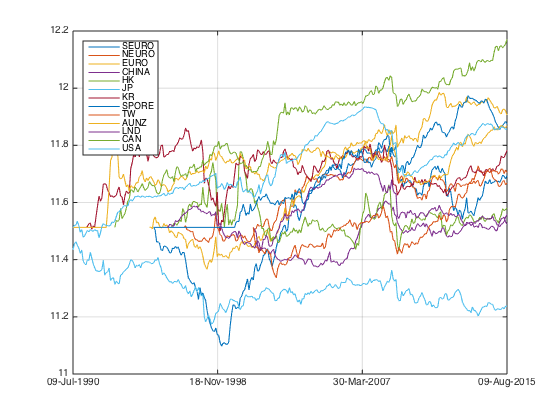 12.2
12
11.8
11.6
11.4
11.2
11
SEURO
NEURO
EURO
CHINA
HK
JP
KR
SPORE
TW
AUNZ
LND
CAN
USA
09-Jul-1990
18-Nov-1998
30-Mar-2007
09-Aug-2015